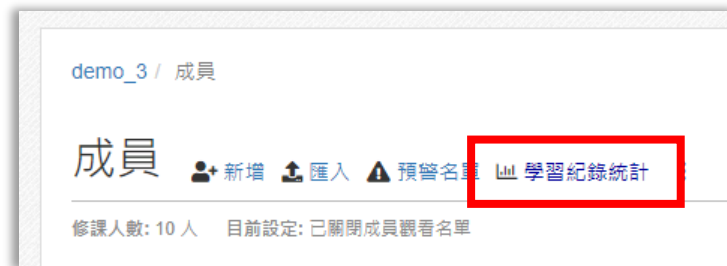 demo_3 / 成員
成員 新增 匯入 預警名單 學習紀錄統計
修課人數: 10 人 目前設定: 已關閉成員觀看名單